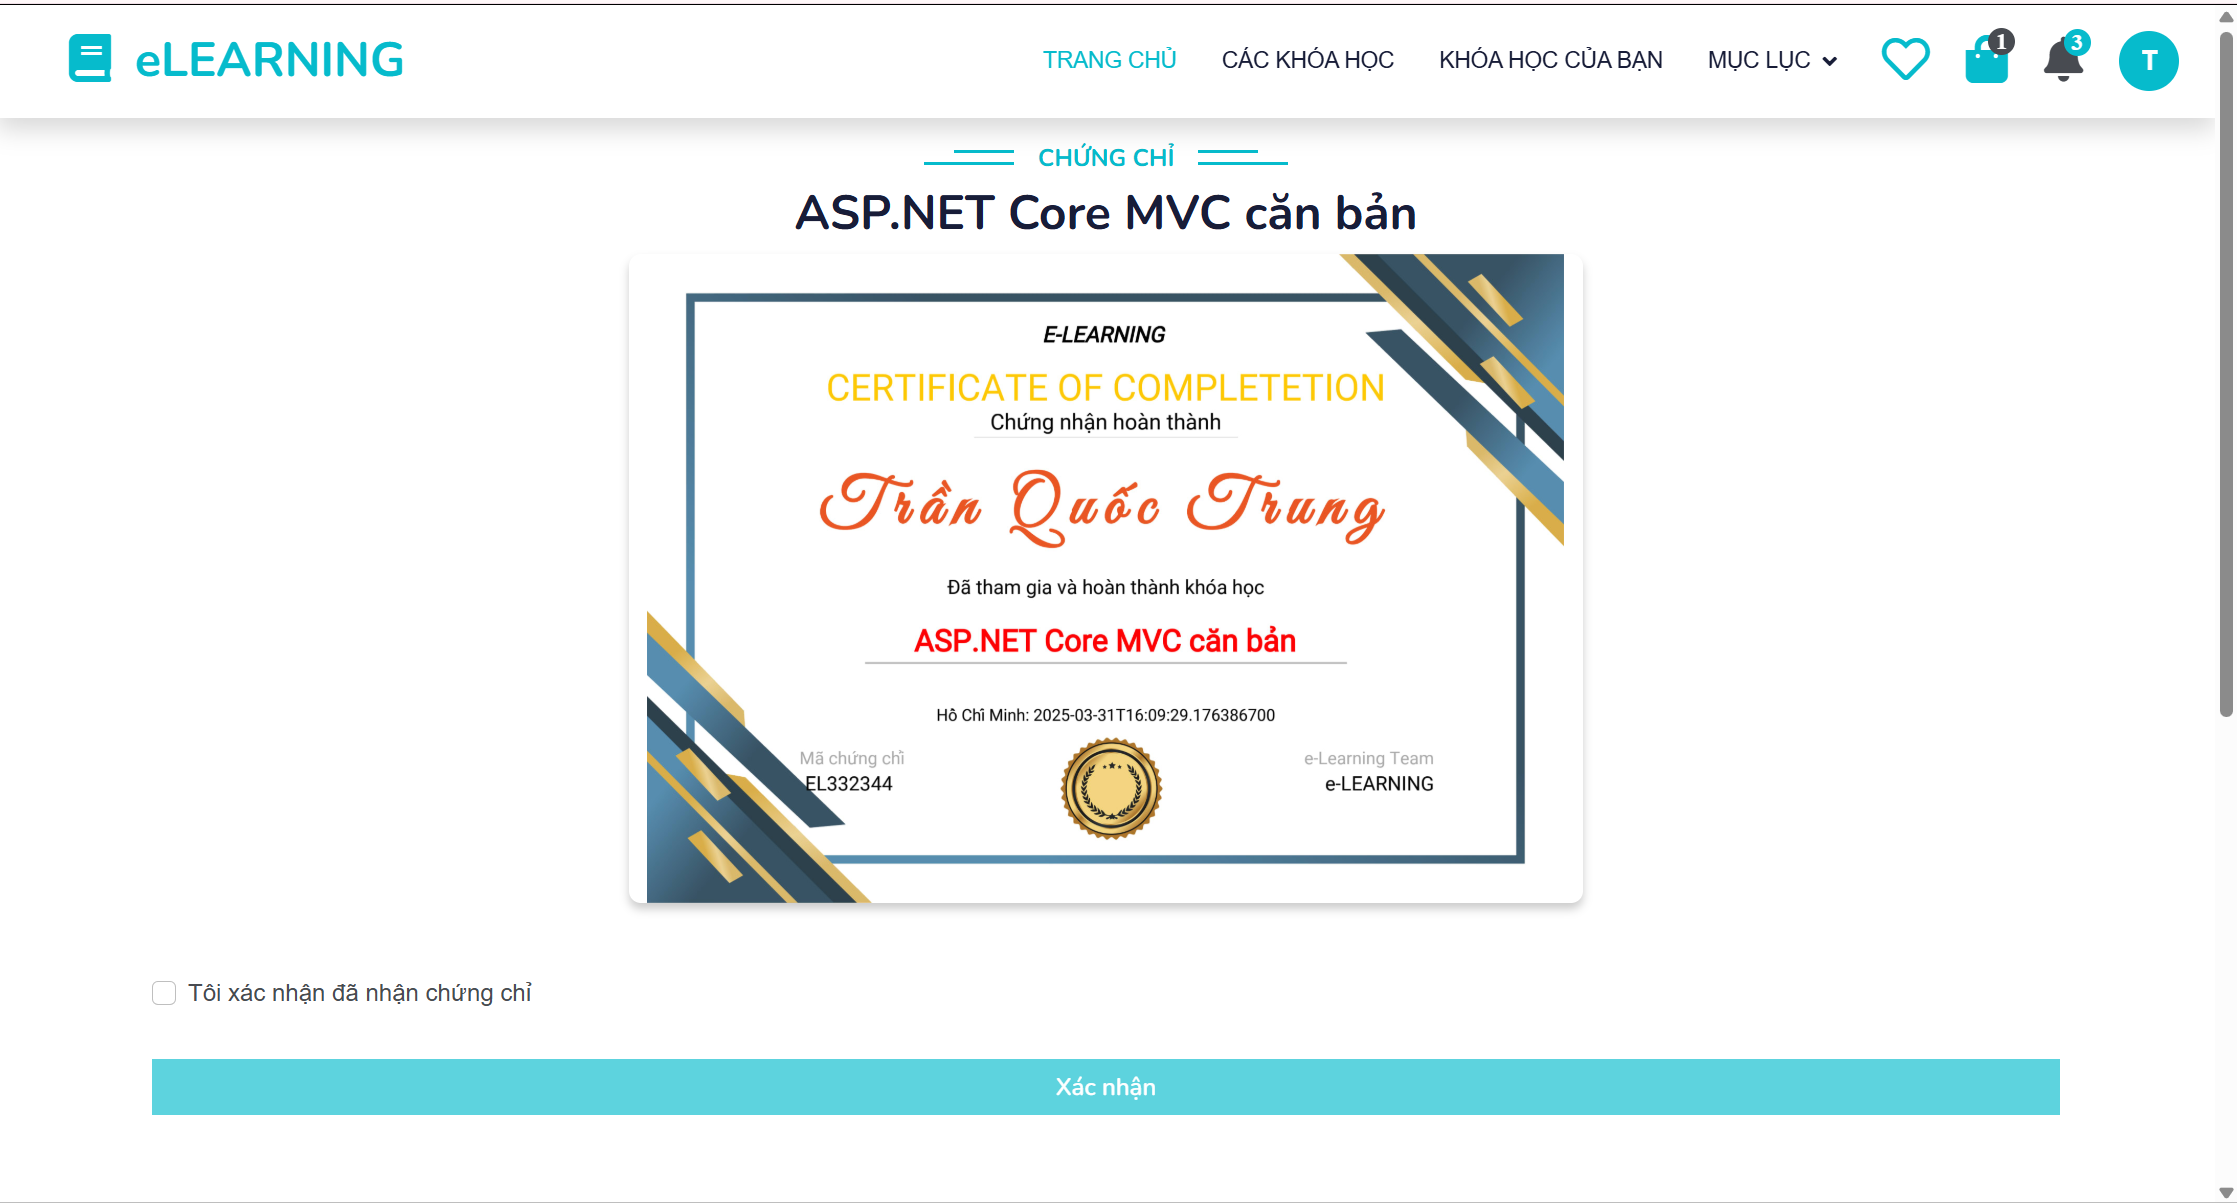 eLEARNING
TRANG CHỦ CÁC KHÓA HỌC KHÓA HỌC CỦA BẠN MỤC LỤC 1 3 T
CHỨNG CHỈ
ASP.NET Core MVC căn bản
E-LEARNING
CERTIFICATE OF COMPLETETION
Chứng nhận hoàn thành
Trần Quốc Trung
Đã tham gia và hoàn thành khóa học
ASP.NET Core MVC căn bản
Hồ Chí Minh: 2025-03-31T16:09:29.176386700
Mã chứng chỉ
EL332344
e-Learning Team
e-LEARNING
Tôi xác nhận đã nhận chứng chỉ
Xác nhận